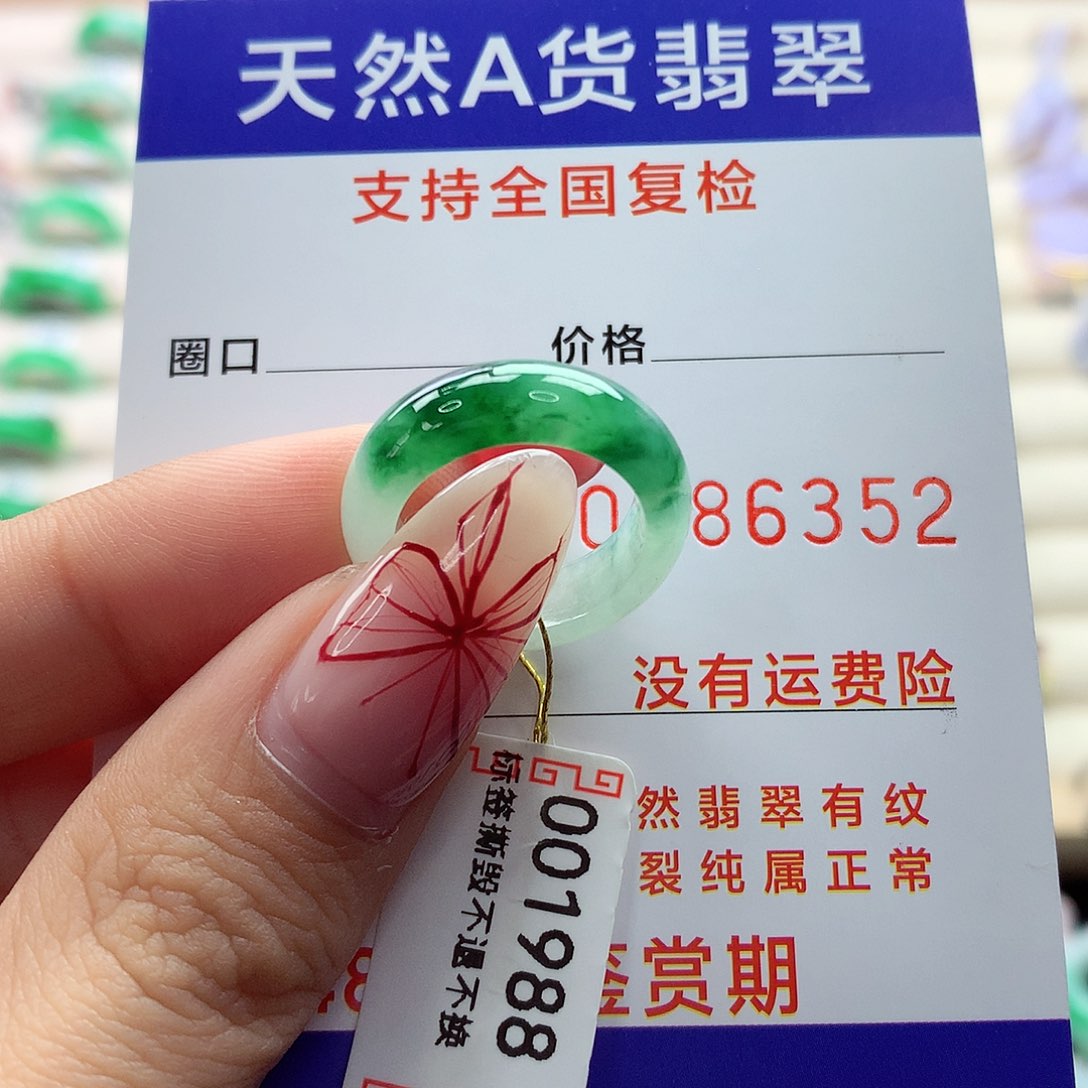 天然A货翡翠
支持全国复检
圈口
价格
0 86352
没有运费险
然翡翠有纹
裂纯属正常
鉴赏期
001988
标签撕毁不退不换